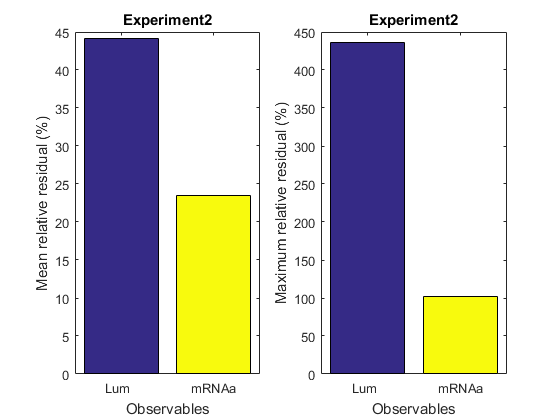 Experiment2
Mean relative residual (%)
45
40
35
30
25
20
15
10
5
0
Lum mRNAa
Observables
Experiment2
Maximum relative residual (%)
450
400
350
300
250
200
150
100
50
0
Lum mRNAa
Observables